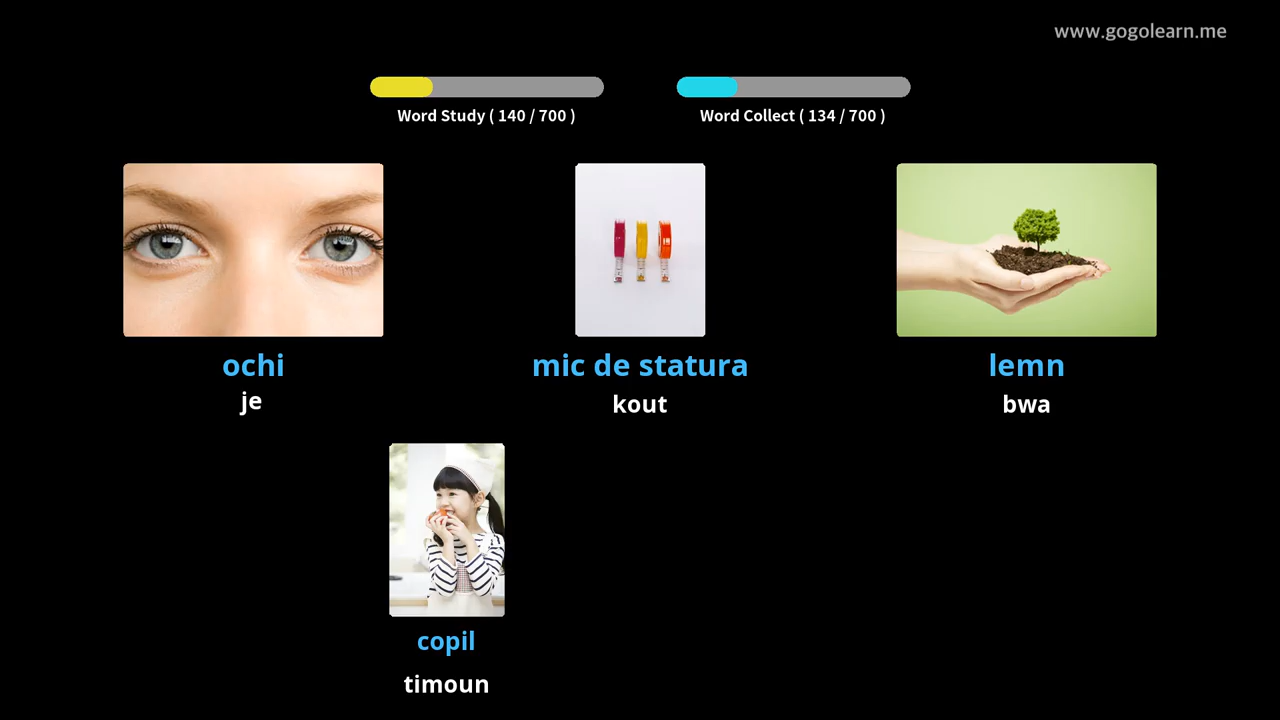 www.gogolearn.me
Word Study ( 140 / 700 )
Word Collect ( 134 / 700 )
ochi
je
mic de statura
kout
lemn
bwa
copil
timoun